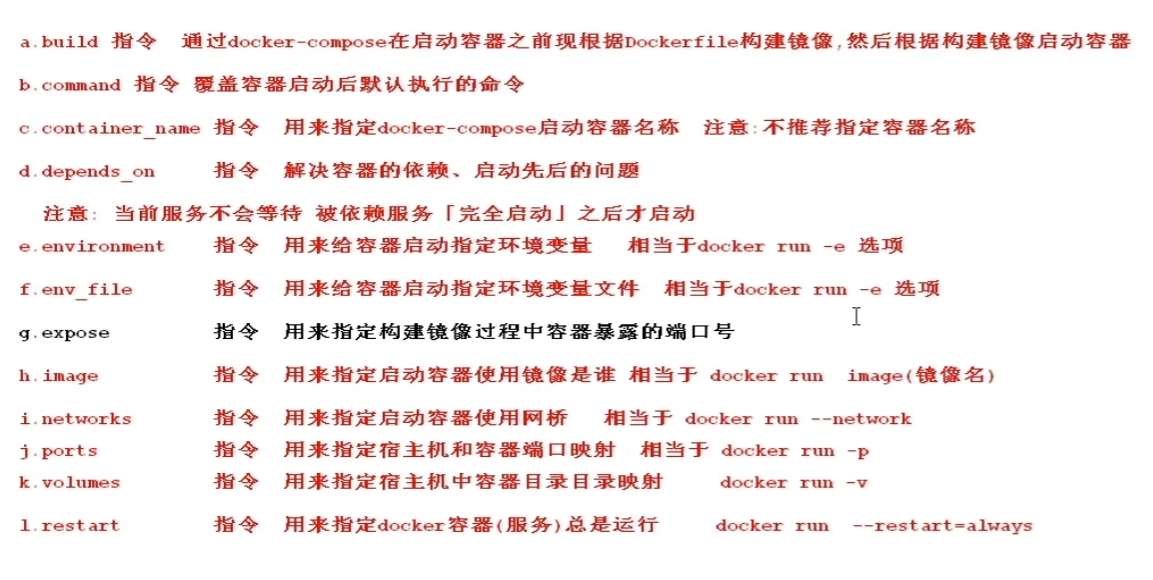 a.build 指令 通过docker-compose在启动容器之前现根据Dockerfile构建镜像,然后根据构建镜像启动容器
b.command 指令 覆盖容器启动后默认执行的命令
c.container_name 指令 用来指定docker-compose启动容器名称 注意:不推荐指定容器名称
d.depends_on 指令 解决容器的依赖、启动先后的问题
注意: 当前服务不会等待 被依赖服务「完全启动」之后才启动
e.environment 指令 用来给容器启动指定环境变量 相当于docker run -e 选项
f.env_file 指令 用来给容器启动指定环境变量文件 相当于docker run -e 选项
g.expose 指令 用来指定构建镜像过程中容器暴露的端口号
h.image 指令 用来指定启动容器使用镜像是谁 相当于 docker run image(镜像名)
i.networks 指令 用来指定启动容器使用网桥 相当于 docker run --network
j.ports 指令 用来指定宿主机和容器端口映射 相当于 docker run -p
k.volumes 指令 用来指定宿主机中容器目录目录映射 docker run -v
l.restart 指令 用来指定docker容器(服务)总是运行 docker run --restart=always